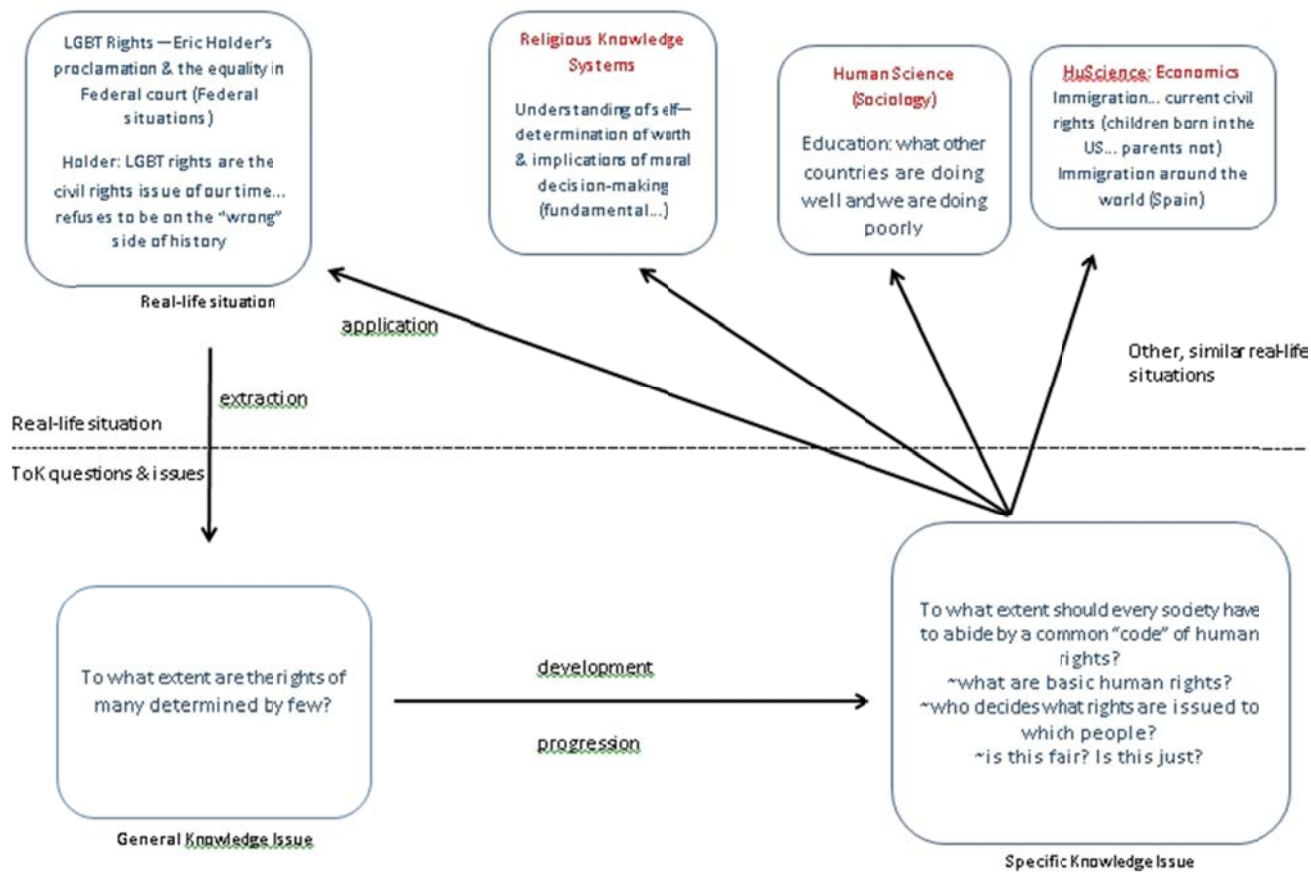 LGBT Rights—Eric Holder's
proclamation & the equality in
Federal court (Federal
situations)
Holder: LGBT rights are the
civil rights issue of our time...
refuses to be on the "wrong"
side of history
Real-life situation
Religious Knowledge
Systems
Understanding of self—
determination of worth
& implications of moral
decision-making
(fundamental...)
Human Science
(Sociology)
Education: what other
countries are doing
well and we are doing
poorly
HuScience: Economics
Immigration... current civil
rights (children born in the
US... parents not)
Immigration around the
world (Spain)
application
extraction
Other, similar real-life
situations
Real-life situation
ToK questions & issues
To what extent are the rights of
many determined by few?
General Knowledge Issue
development
progression
To what extent should every society have
to abide by a common "code" of human
rights?
~what are basic human rights?
~who decides what rights are issued to
which people?
~is this fair? Is this just?
Specific Knowledge Issue